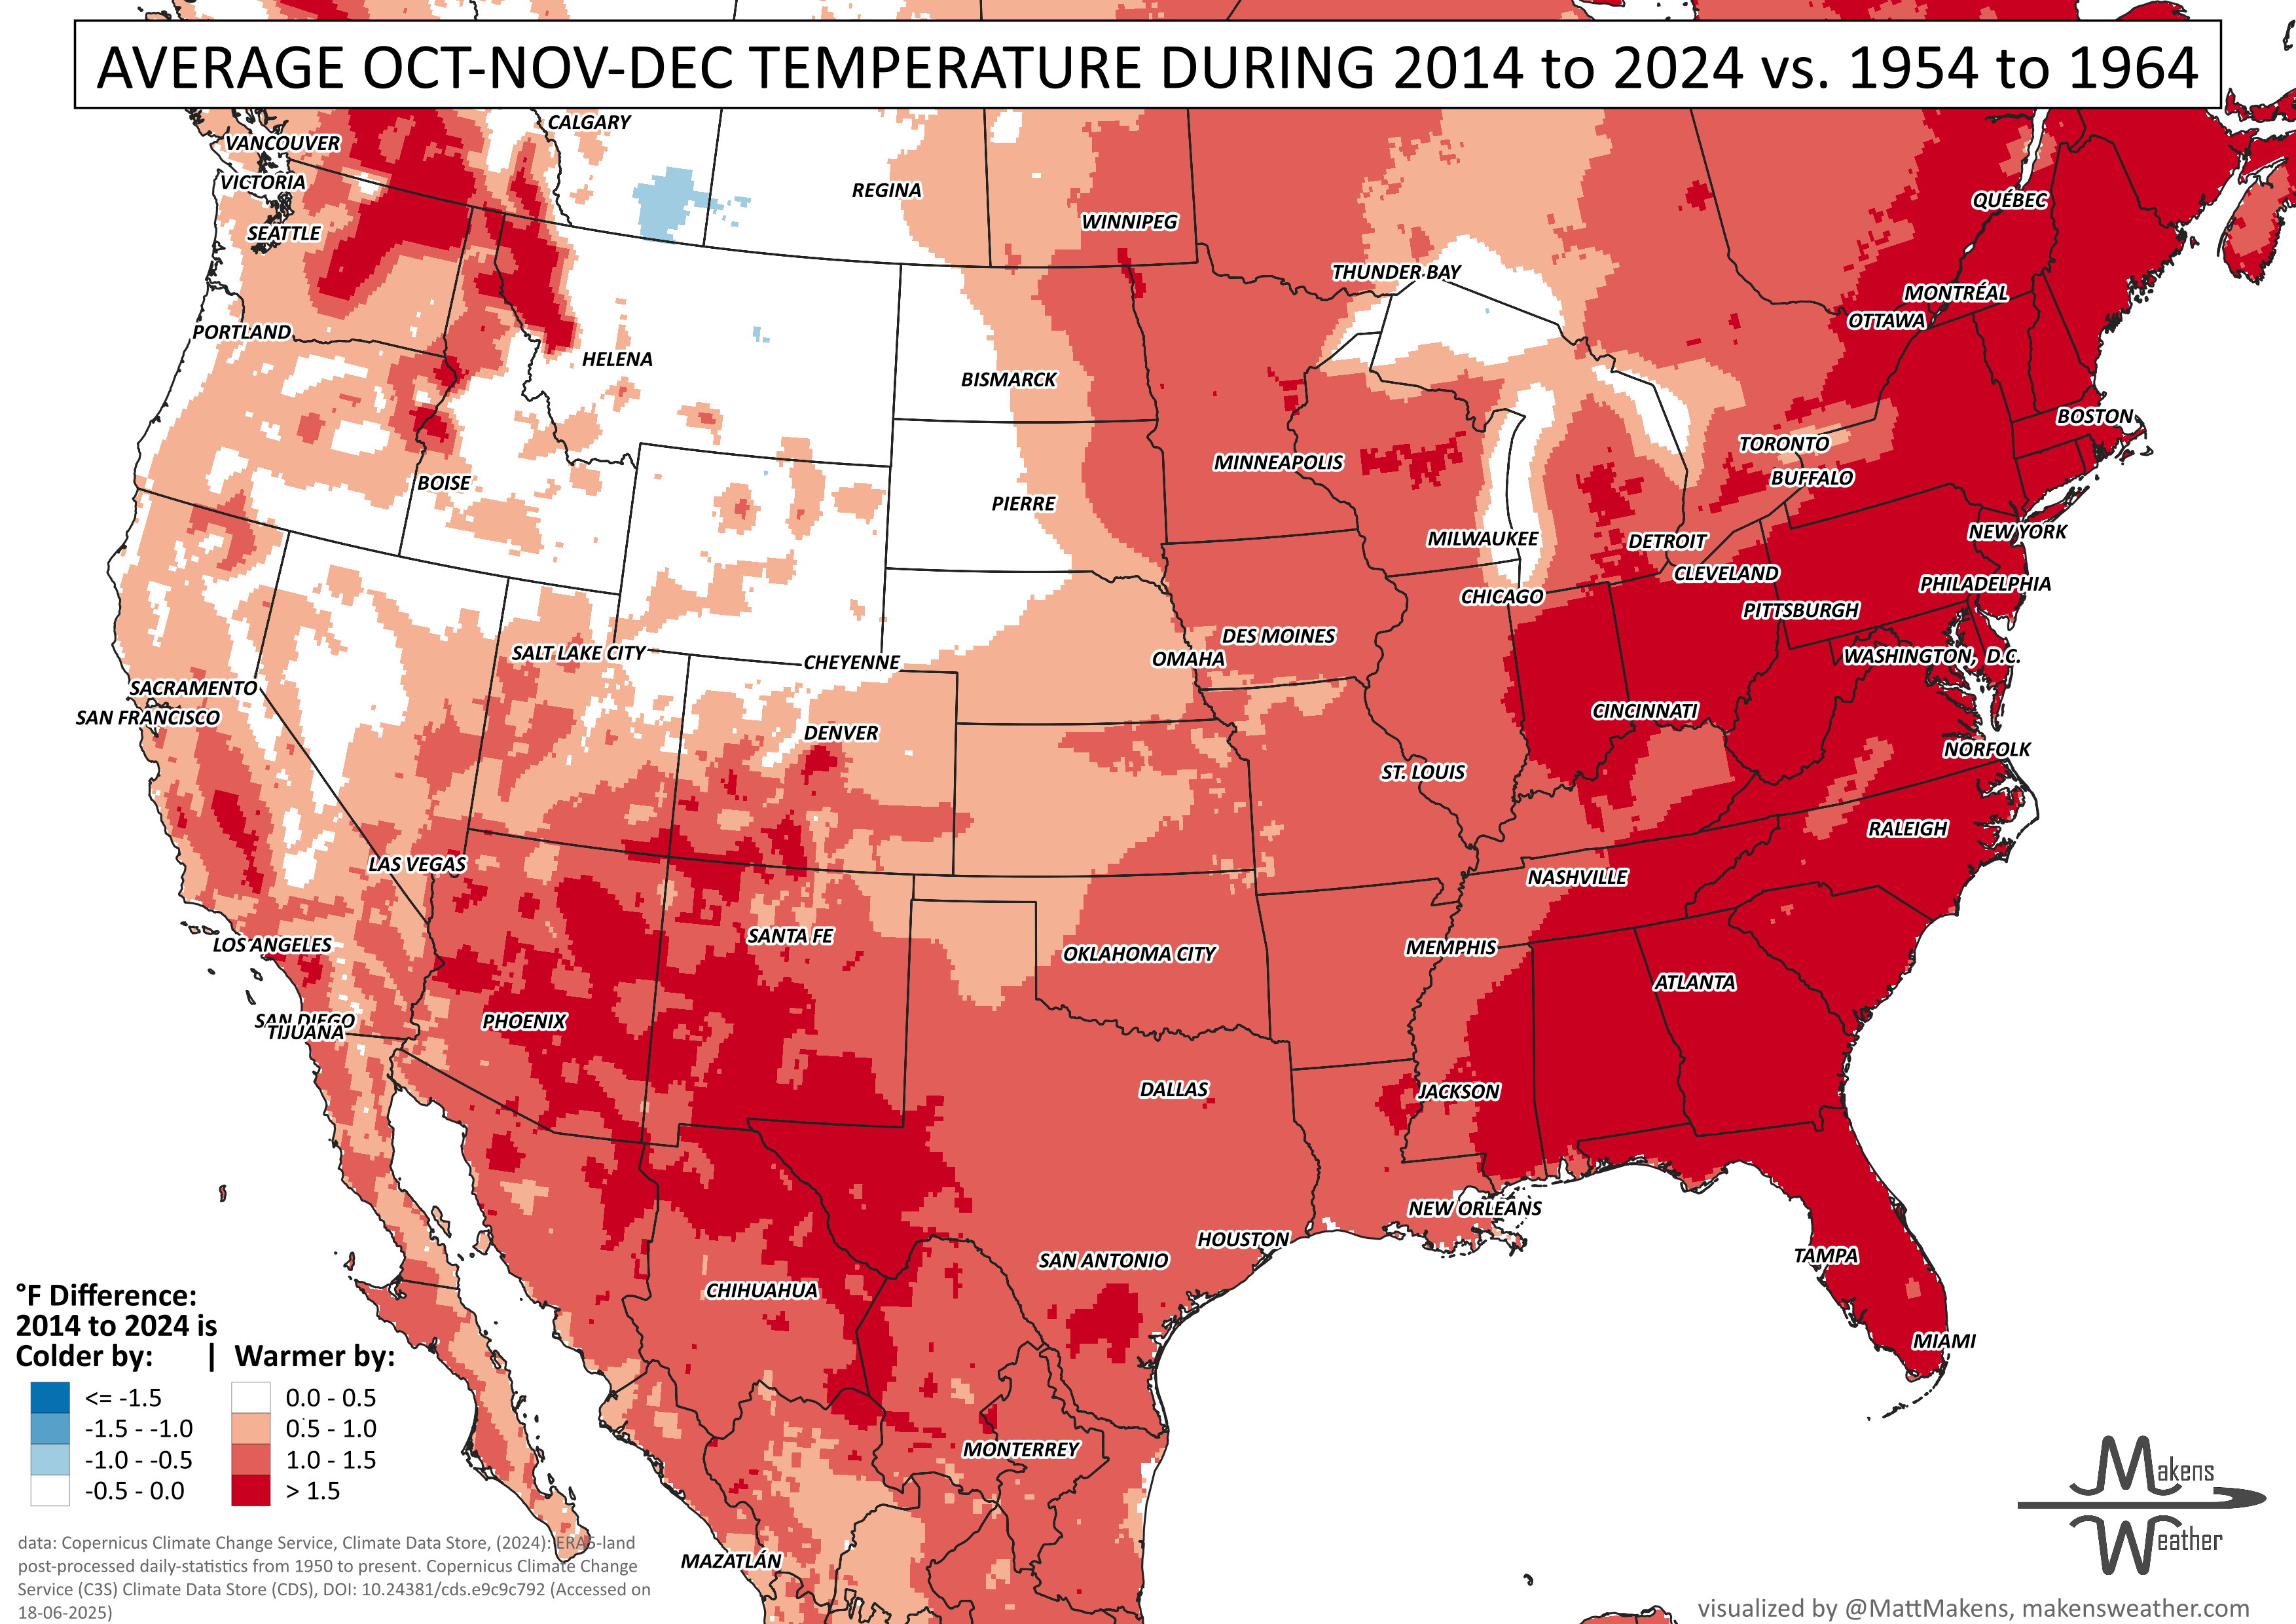 AVERAGE OCT-NOV-DEC TEMPERATURE DURING 2014 to 2024 vs. 1954 to 1964
CALGARY
VANCOUVER
VICTORIA
REGINA
QUÉBEC
WINNIPEG
SEATTLE
THUNDER BAY
MONTRÉAL
OTTAWA
PORTLAND
HELENA
BISMARCK
BOSTON
TORONTO
MINNEAPOLIS
BUFFALO
BOISE
PIERRE
NEW YORK
MILWAUKEE
DETROIT
CLEVELAND
PHILADELPHIA
CHICAGO
PITTSBURGH
DES MOINES
SALT LAKE CITY
OMAHA
WASHINGTON, D.C.
CHEYENNE
SACRAMENTO
CINCINNATI
SAN FRANCISCO
DENVER
NORFOLK
ST. LOUIS
RALEIGH
LAS VEGAS
NASHVILLE
SANTA FE
LOS ANGELES
MEMPHIS
OKLAHOMA CITY
ATLANTA
SAN DIEGO
PHOENIX
TIJUANA
DALLAS
JACKSON
NEW ORLEANS
HOUSTON
TAMPA
SAN ANTONIO
CHIHUAHUA
MIAMI
MONTERREY
MAZATLÁN
°F Difference:
2014 to 2024 is
Colder by: | Warmer by:
<= -1.5 0.0 - 0.5
-1.5 - -1.0 0.5 - 1.0
-1.0 - -0.5 1.0 - 1.5
-0.5 - 0.0 > 1.5
data: Copernicus Climate Change Service, Climate Data Store, (2024): ERA5-land
post-processed daily-statistics from 1950 to present. Copernicus Climate Change
Service (C3S) Climate Data Store (CDS), DOI: 10.24381/cds.e9c9c792 (Accessed on
18-06-2025)
Makens
Weather
visualized by @MattMakens, makensweather.com